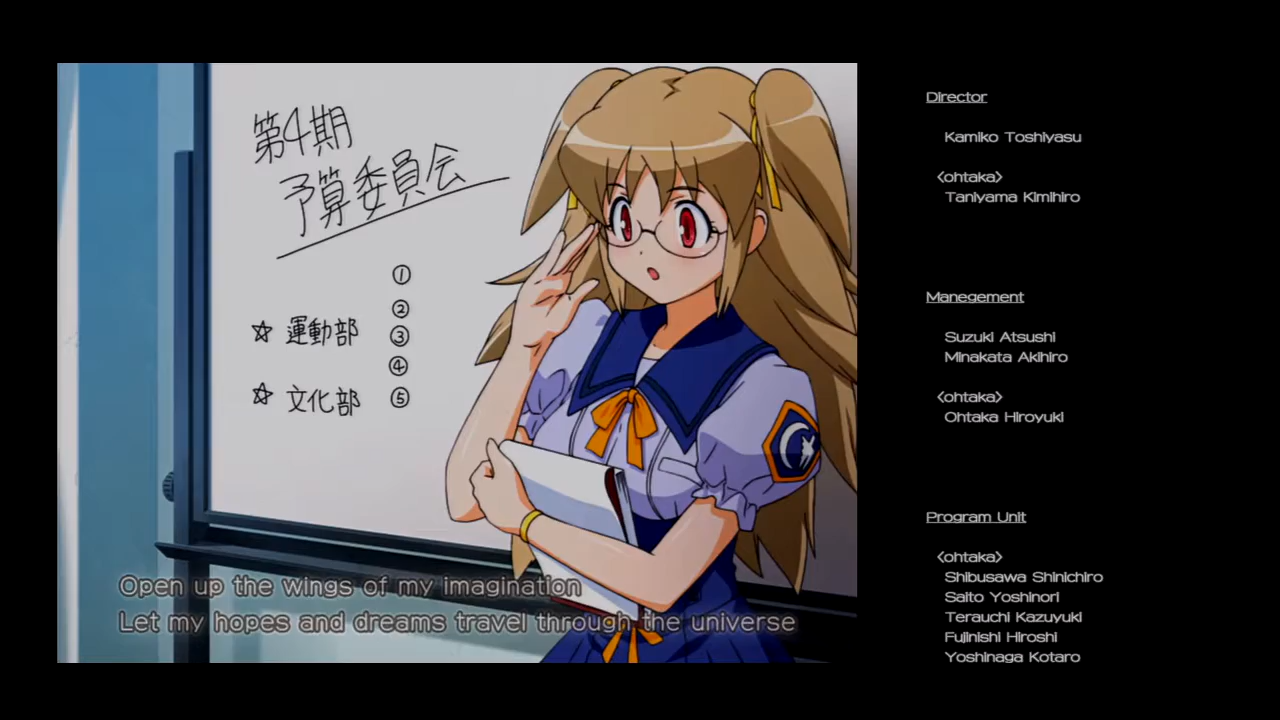 第4期
予算委員会
①
②
☆ 運動部 ③
④
☆ 文化部 ⑤
Open up the wings of my imagination
Let my hopes and dreams travel through the universe
Director
Kamiko Toshiyasu
<ohtaka>
Taniyama Kimihiro
Manegement
Suzuki Atsushi
Minakata Akihiro
<ohtaka>
Ohtaka Hiroyuki
Program Unit
<ohtaka>
Shibusawa Shinichiro
Saito Yoshinori
Terauchi Kazuyuki
Fujinishi Hiroshi
Yoshinaga Kotaro